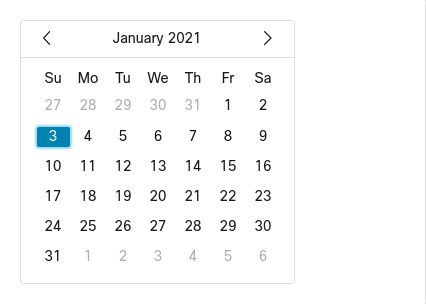 January 2021
Su Mo Tu We Th Fr Sa
27 28 29 30 31 1 2
3 4 5 6 7 8 9
10 11 12 13 14 15 16
17 18 19 20 21 22 23
24 25 26 27 28 29 30
31 1 2 3 4 5 6